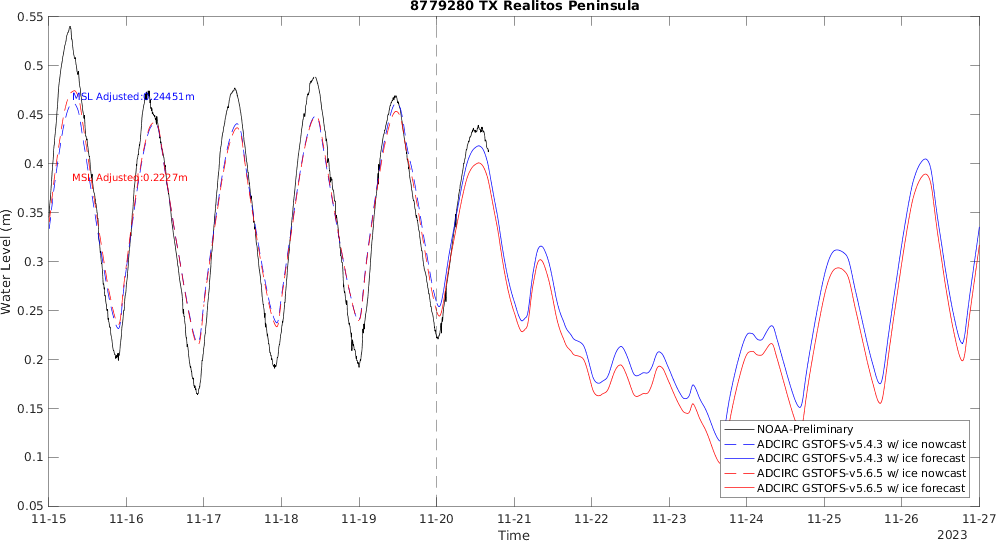 8779280 TX Realitos Peninsula
0.55
0.5
0.45
0.4
0.35
0.3
0.25
0.2
0.15
0.1
0.05
Water Level (m)
MSL Adjusted:0.24451m
MSL Adjusted:0.2227m
NOAA-Preliminary
ADCIRC GSTOFS-v5.4.3 w/ ice nowcast
ADCIRC GSTOFS-v5.4.3 w/ ice forecast
ADCIRC GSTOFS-v5.6.5 w/ ice nowcast
ADCIRC GSTOFS-v5.6.5 w/ ice forecast
11-15 11-16 11-17 11-18 11-19 11-20 11-21 11-22 11-23 11-24 11-25 11-26 11-27
Time
2023